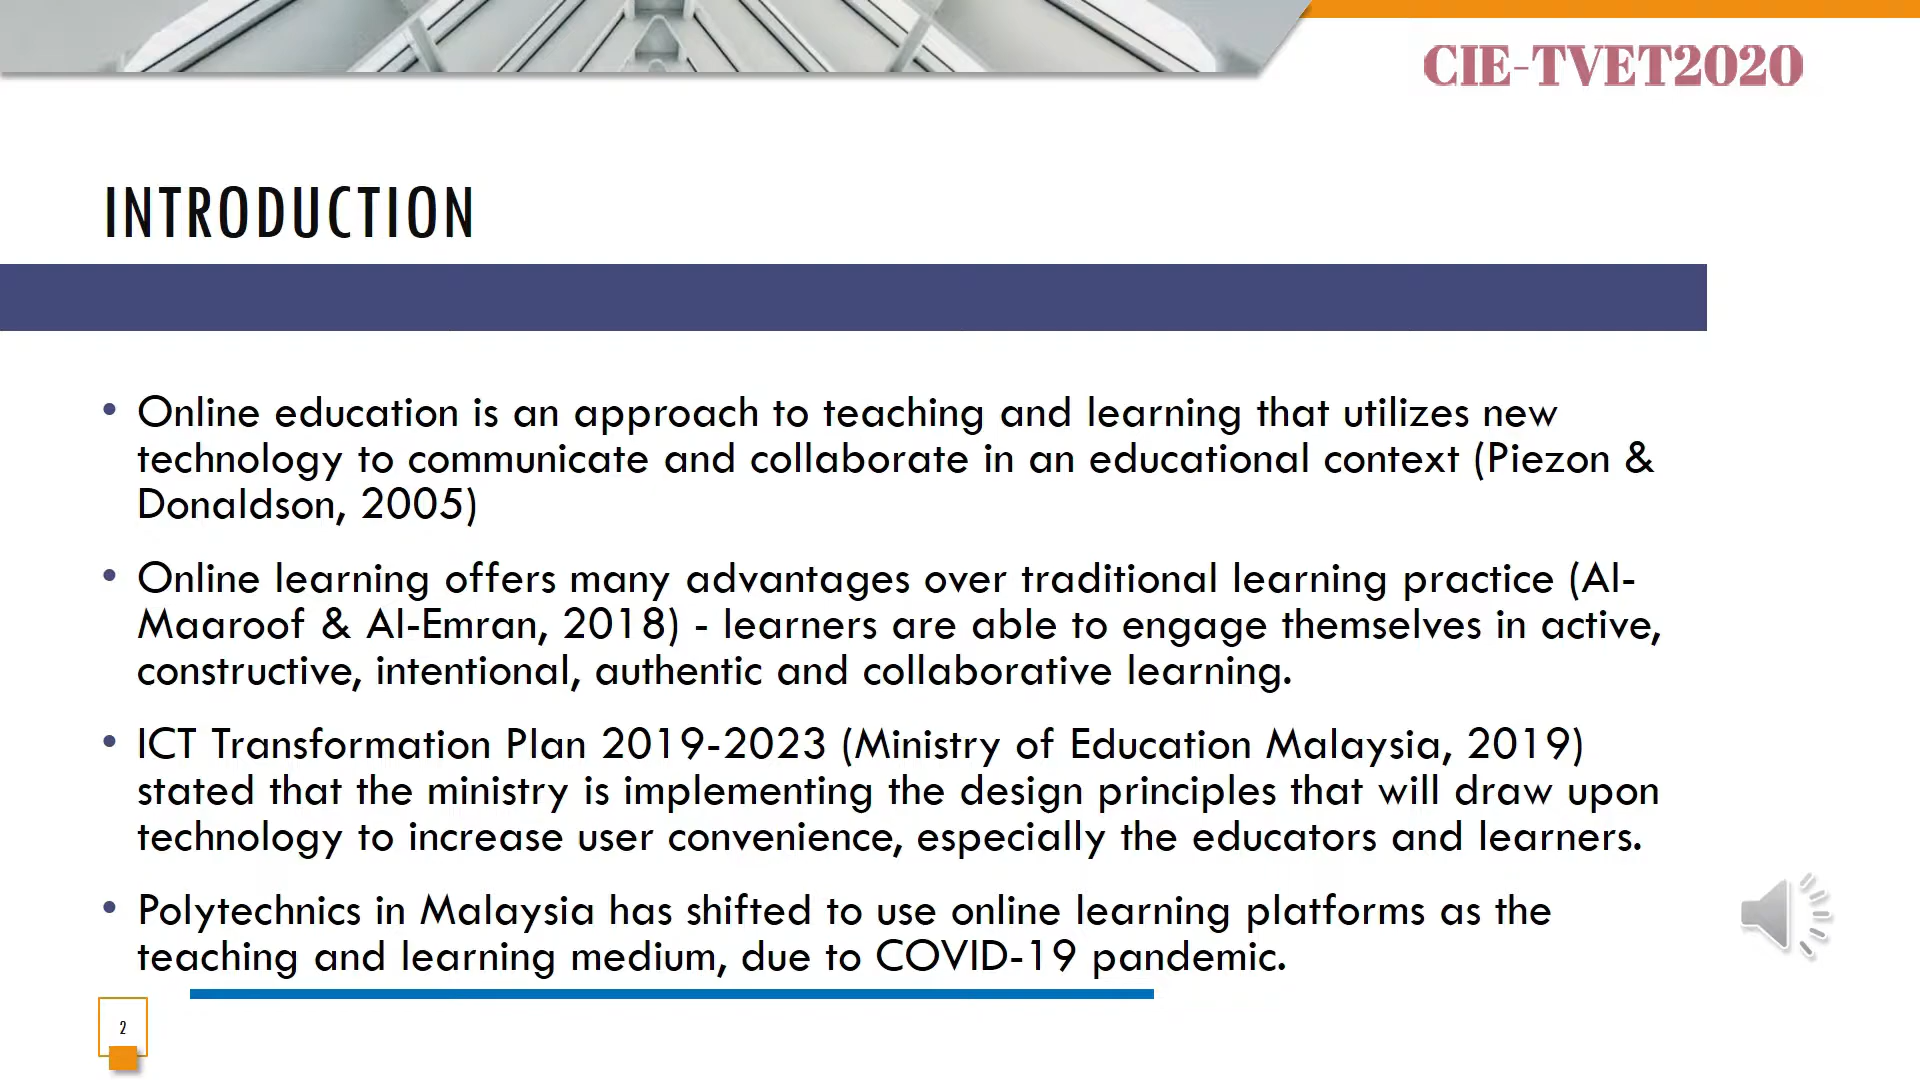 CIE-TVET2020
INTRODUCTION
• Online education is an approach to teaching and learning that utilizes new
technology to communicate and collaborate in an educational context (Piezon &
Donaldson, 2005)
• Online learning offers many advantages over traditional learning practice (Al-
Maaroof & Al-Emran, 2018) - learners are able to engage themselves in active,
constructive, intentional, authentic and collaborative learning.
• ICT Transformation Plan 2019-2023 (Ministry of Education Malaysia, 2019)
stated that the ministry is implementing the design principles that will draw upon
technology to increase user convenience, especially the educators and learners.
• Polytechnics in Malaysia has shifted to use online learning platforms as the
teaching and learning medium, due to COVID-19 pandemic.
2